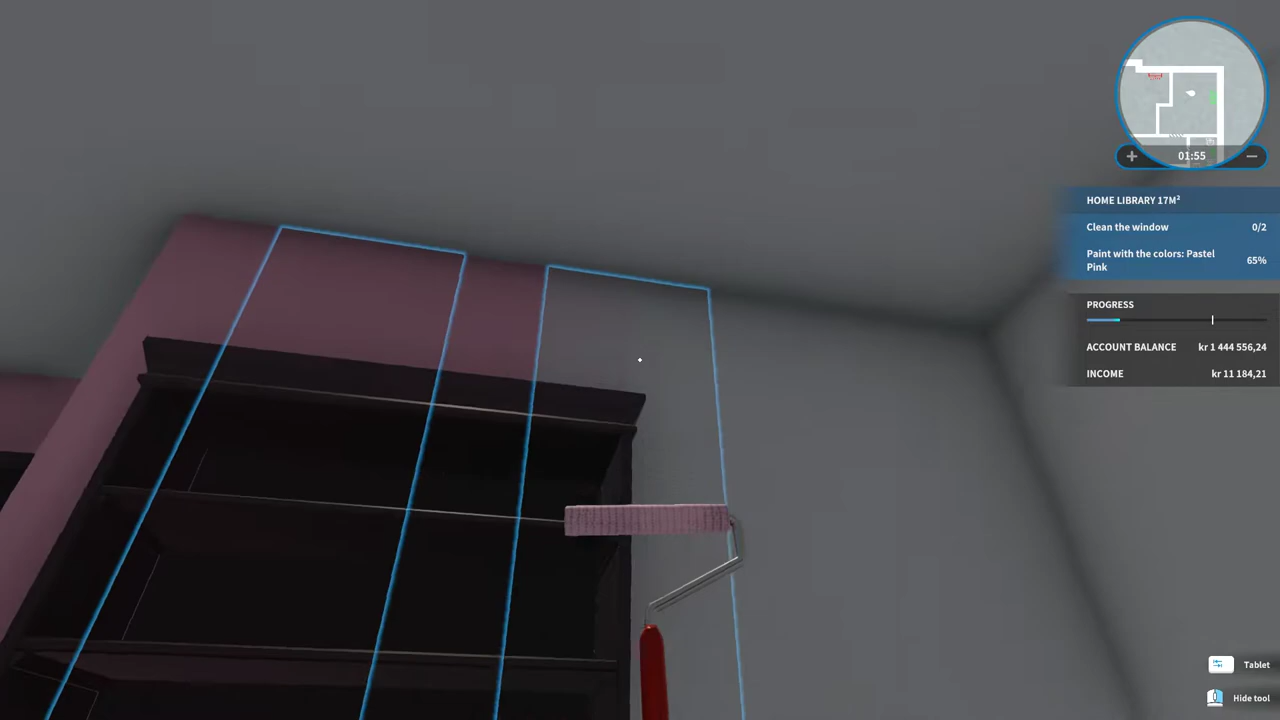 01:55
HOME LIBRARY 17M²
Clean the window 0/2
Paint with the colors: Pastel
Pink 65%
PROGRESS
ACCOUNT BALANCE kr 1 444 556,24
INCOME kr 11 184,21
Tablet
Hide tool